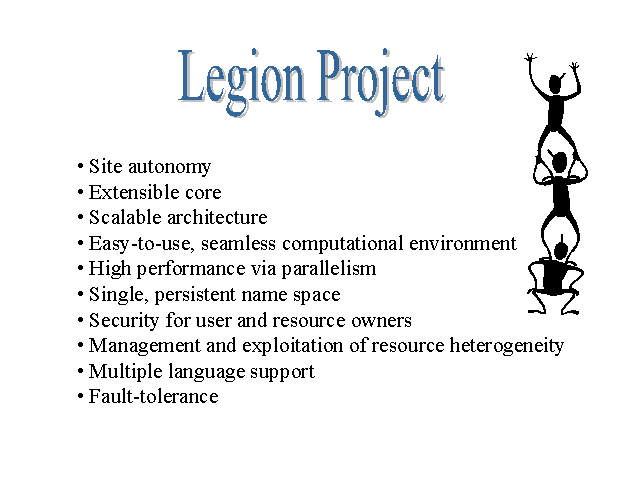 Legion Project
• Site autonomy
• Extensible core
• Scalable architecture
• Easy-to-use, seamless computational environment
• High performance via parallelism
• Single, persistent name space
• Security for user and resource owners
• Management and exploitation of resource heterogeneity
• Multiple language support
• Fault-tolerance